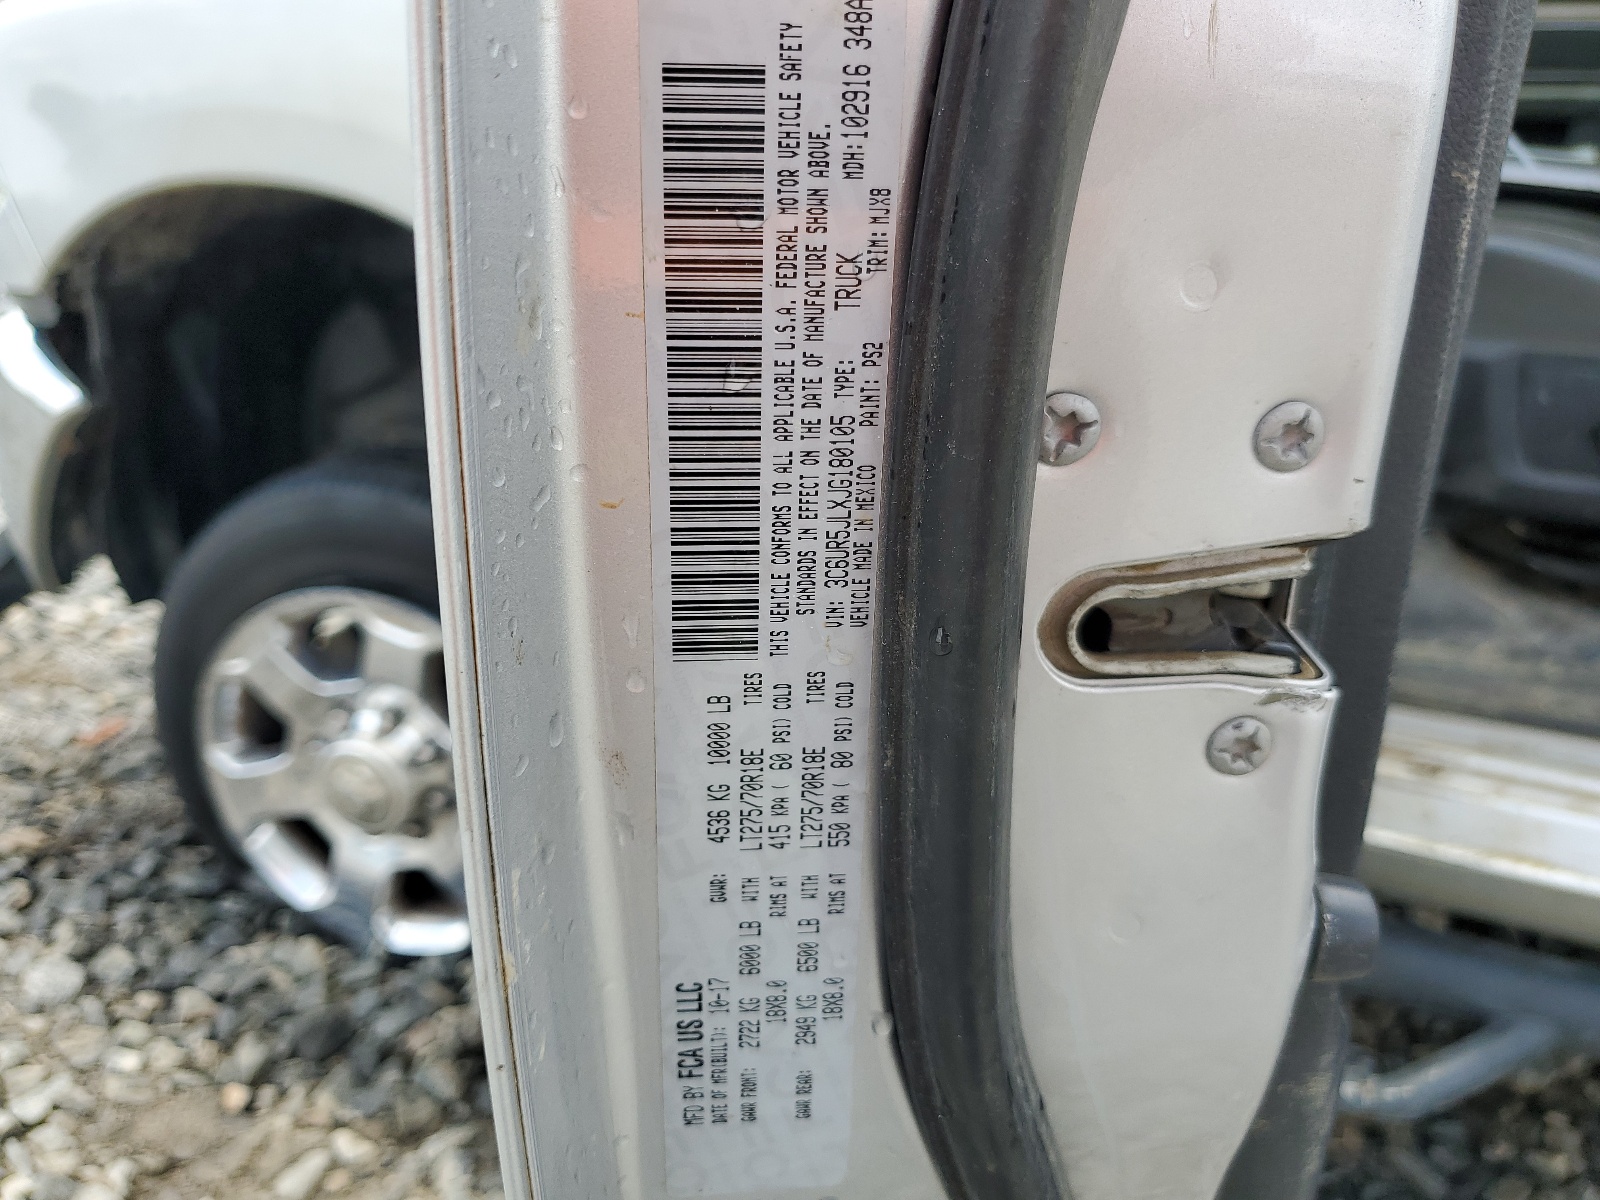 MFD BY FCA US LLC
DATE OF MFR(BUILT): 10-17 GVWR: 4536 KG 10000 LB
GAWR FRONT: 2722 KG 6000 LB WITH LT275/70R18E TIRES
18X8.0 RIMS AT 415 KPA ( 60 PSI) COLD
GAWR REAR: 2949 KG 6500 LB WITH LT275/70R18E TIRES
18X8.0 RIMS AT 550 KPA ( 80 PSI) COLD
THIS VEHICLE CONFORMS TO ALL APPLICABLE U.S.A. FEDERAL MOTOR VEHICLE SAFETY
STANDARDS IN EFFECT ON THE DATE OF MANUFACTURE SHOWN ABOVE.
VIN: 3C6UR5JLXJG180105 TYPE: TRUCK MDH: 102916 348A
VEHICLE MADE IN MEXICO PAINT: PS2 TRIM: MJX8